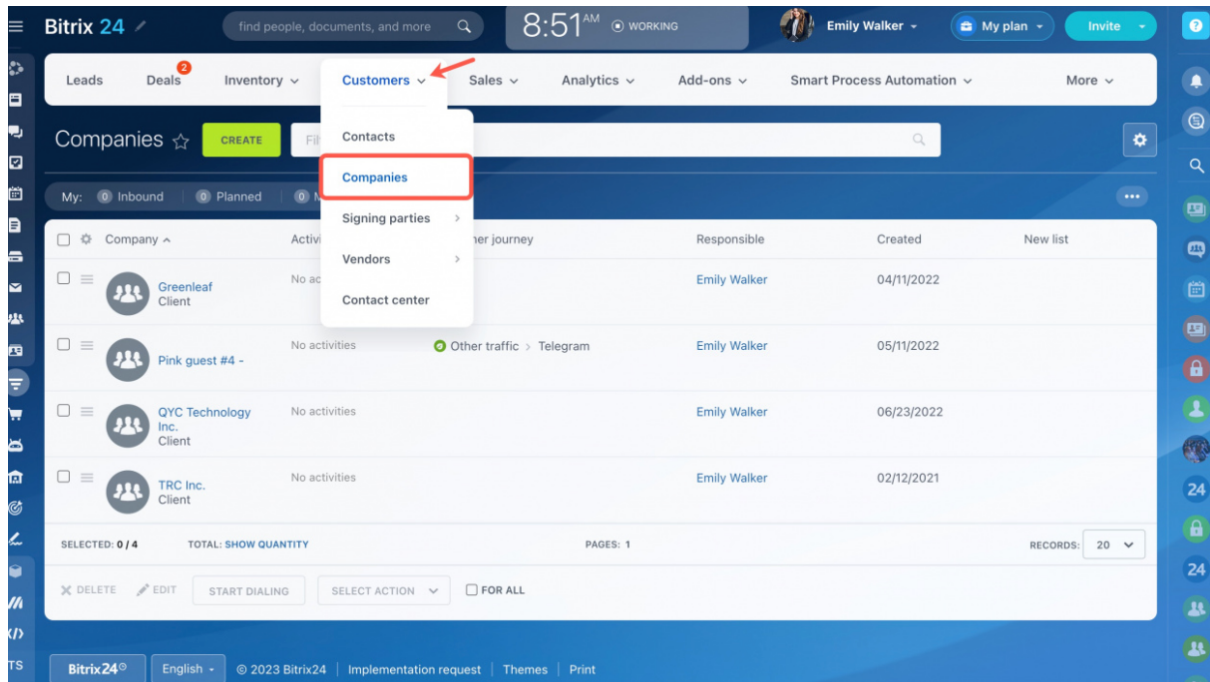 Bitrix 24
find people, documents, and more
8:51 AM WORKING
Emily Walker
My plan
Invite
Leads
Deals
2
Inventory
Customers
Sales
Analytics
Add-ons
Smart Process Automation
More
Companies
CREATE
Fil
Contacts
Companies
Signing parties
Vendors
Contact center
My:
0 Inbound
0 Planned
0
Company
Activi
ner journey
Responsible
Created
New list
Greenleaf
Client
No ac
Emily Walker
04/11/2022
Pink guest #4 -
No activities
Other traffic > Telegram
Emily Walker
05/11/2022
QYC Technology
Inc.
Client
No activities
Emily Walker
06/23/2022
TRC Inc.
Client
No activities
Emily Walker
02/12/2021
SELECTED: 0 / 4
TOTAL: SHOW QUANTITY
PAGES: 1
RECORDS: 20
DELETE
EDIT
START DIALING
SELECT ACTION
FOR ALL
Bitrix24
English
© 2023 Bitrix24
Implementation request
Themes
Print
24
24
TS